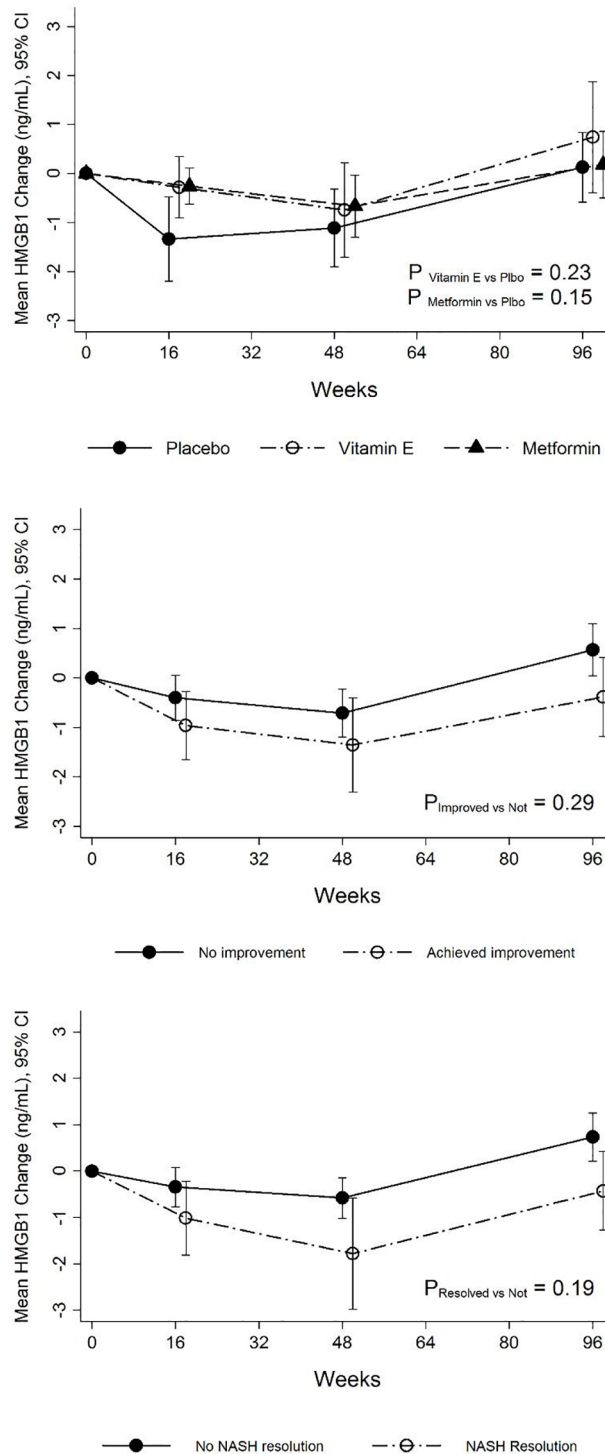 Mean HMGB1 Change (ng/mL), 95% CI
3
2
1
0
-1
-2
-3
P Vitamin E vs Plbo = 0.23
P Metformin vs Plbo = 0.15
0 16 32 48 64 80 96
Weeks
Placebo Vitamin E Metformin
Mean HMGB1 Change (ng/mL), 95% CI
3
2
1
0
-1
-2
-3
P Improved vs Not = 0.29
0 16 32 48 64 80 96
Weeks
No improvement Achieved improvement
Mean HMGB1 Change (ng/mL), 95% CI
3
2
1
0
-1
-2
-3
P Resolved vs Not = 0.19
0 16 32 48 64 80 96
Weeks
No NASH resolution NASH Resolution